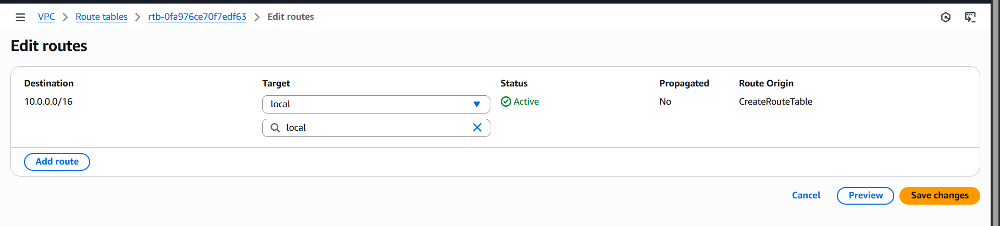 VPC > Route tables > rtb-0fa976ce70f7edf63 > Edit routes
Edit routes
Destination Target Status Propagated Route Origin
10.0.0.0/16 local Active No CreateRouteTable
local
Add route
Cancel Preview Save changes